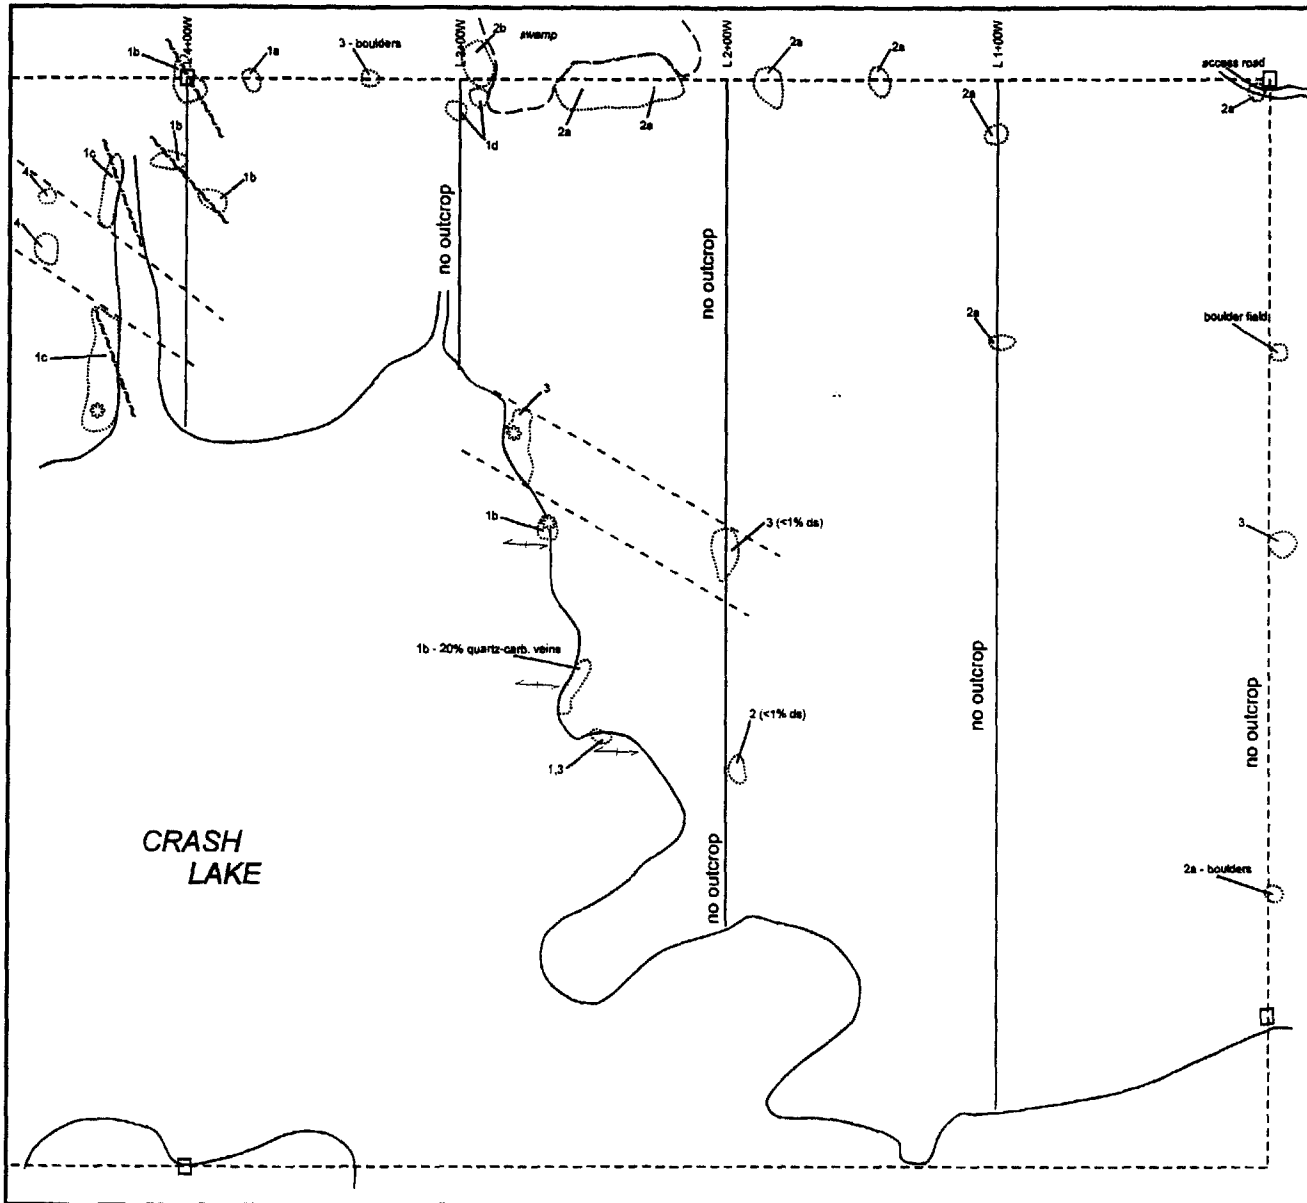 L 4+00W
L 3+00W
L 2+00W
L 1+00W
1b
1a
3 - boulders
2b
swamp
2a
2a
access road
2a
2a
2a
1d
2a
1b
1c
1b
4
4
no outcrop
no outcrop
2a
boulder field
1c
3
1b
3 (<1% ds)
3
1b - 20% quartz-carb. veins
no outcrop
no outcrop
2 (<1% ds)
1,3
CRASH
LAKE
no outcrop
2a - boulders